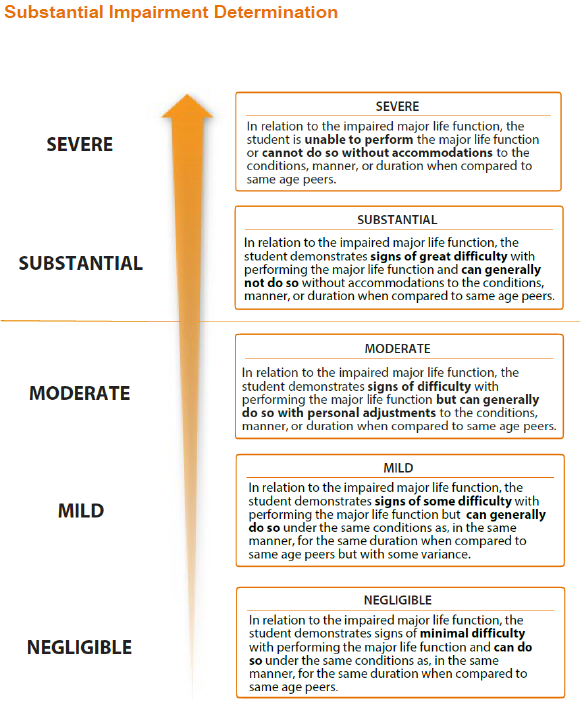 Substantial Impairment Determination
SEVERE
SEVERE
In relation to the impaired major life function, the
student is unable to perform the major life function
or cannot do so without accommodations to the
conditions, manner, or duration when compared to
same age peers.
SUBSTANTIAL
SUBSTANTIAL
In relation to the impaired major life function, the
student demonstrates signs of great difficulty with
performing the major life function and can generally
not do so without accommodations to the conditions,
manner, or duration when compared to same age peers.
MODERATE
MODERATE
In relation to the impaired major life function, the
student demonstrates signs of difficulty with
performing the major life function but can generally
do so with personal adjustments to the conditions,
manner, or duration when compared to same age peers.
MILD
MILD
In relation to the impaired major life function, the
student demonstrates signs of some difficulty with
performing the major life function but can generally
do so under the same conditions as, in the same
manner, for the same duration when compared to
same age peers but with some variance.
NEGLIGIBLE
NEGLIGIBLE
In relation to the impaired major life function, the
student demonstrates signs of minimal difficulty
with performing the major life function and can do
so under the same conditions as, in the same
manner, for the same duration when compared to
same age peers.